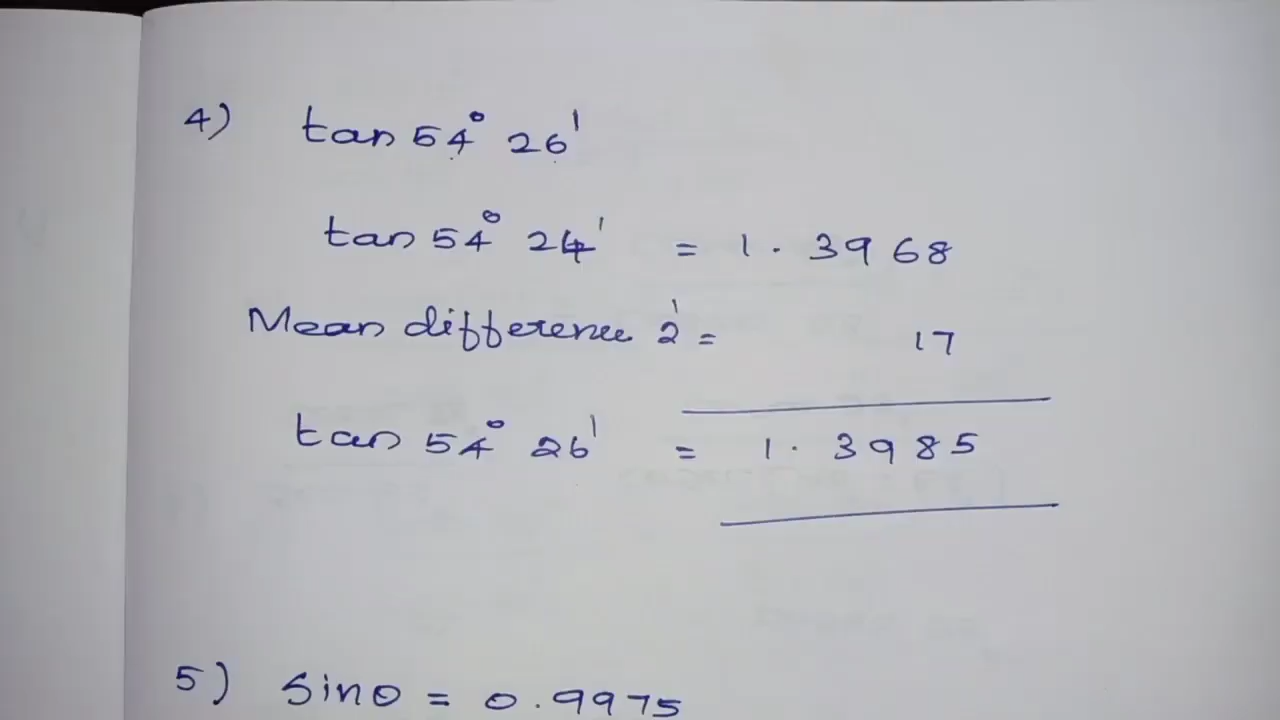 4) tan 54° 26'
tan 54° 24' = 1.3968
Mean difference 2' = 17
tan 54° 26' = 1.3985
5) Sinθ = 0.9975